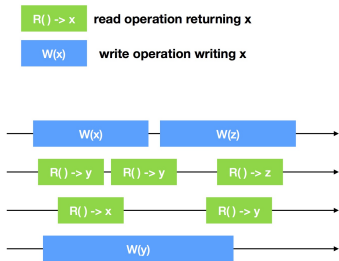 R( ) -> x read operation returning x
W(x) write operation writing x
W(x) W(z)
R( ) -> y R( ) -> y R( ) -> z
R( ) -> x R( ) -> y
W(y)